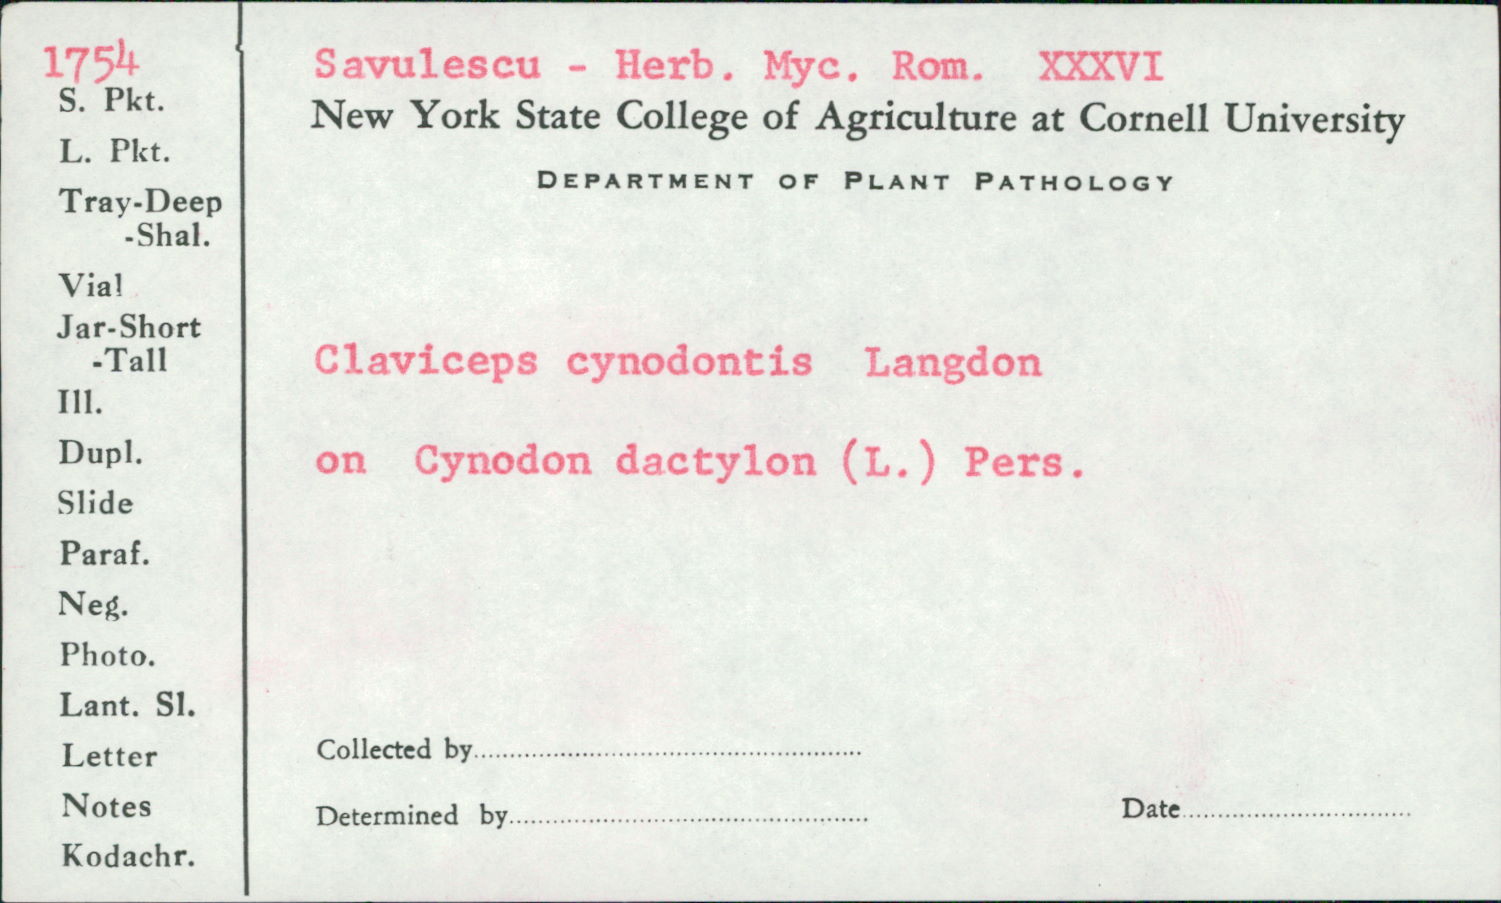 1754
S. Pkt.
L. Pkt.
Tray-Deep
-Shal.
Vial
Jar-Short
-Tall
Ill.
Dupl.
Slide
Paraf.
Neg.
Photo.
Lant. Sl.
Letter
Notes
Kodachr.
Savulescu - Herb. Myc. Rom. XXXVI
New York State College of Agriculture at Cornell University
DEPARTMENT OF PLANT PATHOLOGY
Claviceps cynodontis Langdon
on Cynodon dactylon (L.) Pers.
Collected by
Determined by
Date